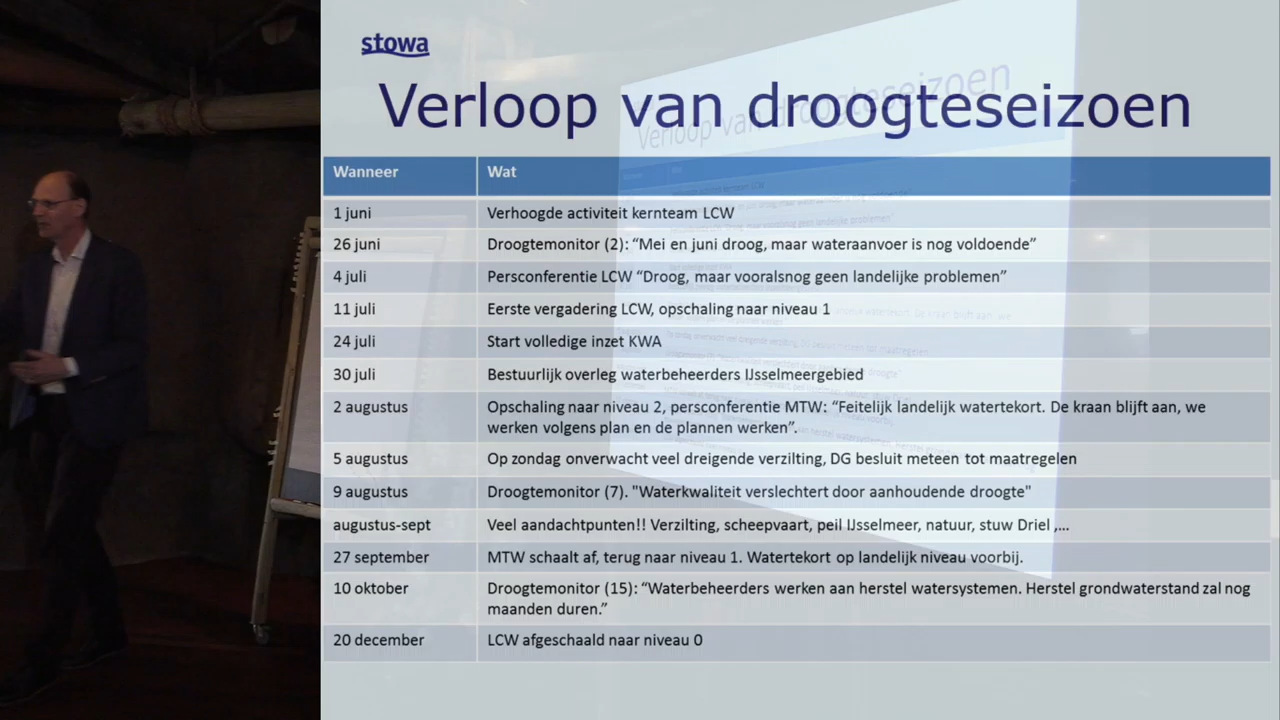 stowa
Verloop van droogteseizoen
Wanneer Wat
1 juni Verhoogde activiteit kernteam LCW
26 juni Droogtemonitor (2): “Mei en juni droog, maar wateraanvoer is nog voldoende”
4 juli Persconferentie LCW “Droog, maar vooralsnog geen landelijke problemen”
11 juli Eerste vergadering LCW, opschaling naar niveau 1
24 juli Start volledige inzet KWA
30 juli Bestuurlijk overleg waterbeheerders IJsselmeergebied
2 augustus Opschaling naar niveau 2, persconferentie MTW: “Feitelijk landelijk watertekort. De kraan blijft aan, we
werken volgens plan en de plannen werken”.
5 augustus Op zondag onverwacht veel dreigende verzilting, DG besluit meteen tot maatregelen
9 augustus Droogtemonitor (7). "Waterkwaliteit verslechtert door aanhoudende droogte"
augustus-sept Veel aandachtpunten!! Verzilting, scheepvaart, peil IJsselmeer, natuur, stuw Driel ,...
27 september MTW schaalt af, terug naar niveau 1. Watertekort op landelijk niveau voorbij.
10 oktober Droogtemonitor (15): “Waterbeheerders werken aan herstel watersystemen. Herstel grondwaterstand zal nog
maanden duren.”
20 december LCW afgeschaald naar niveau 0
Verloop van droogteseizoen